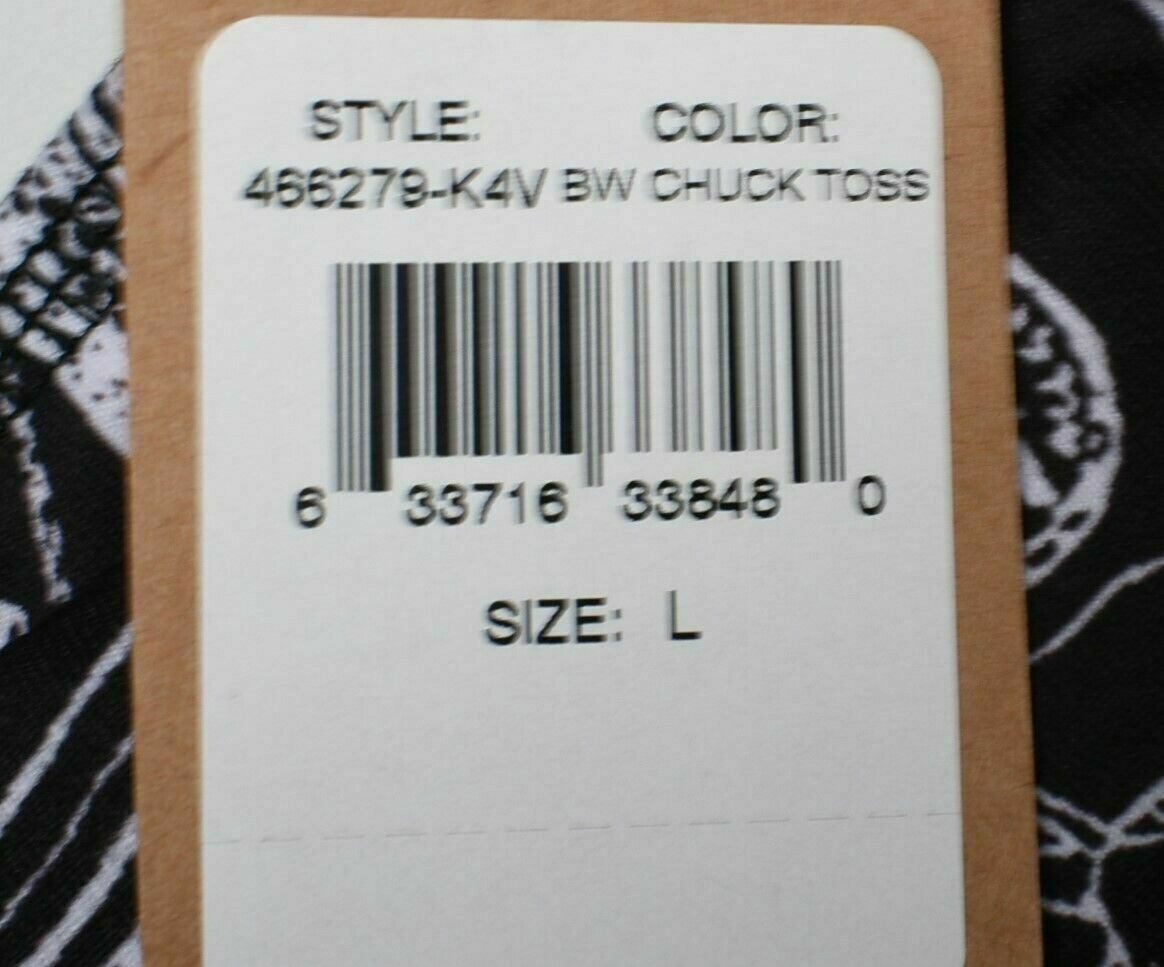 STYLE: COLOR:
466279-K4V BW CHUCK TOSS
6 33716 33848 0
SIZE: L